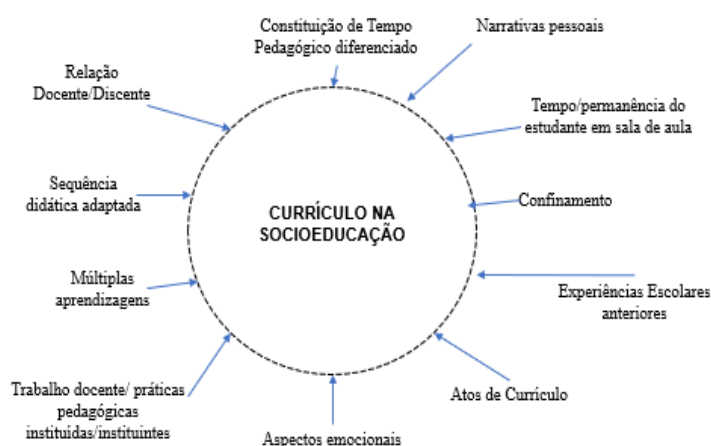 Constituição de Tempo
Pedagógico diferenciado
Narrativas pessoais
Relação
Docente/Discente
Tempo/permanência do
estudante em sala de aula
Sequência
didática adaptada
CURRÍCULO NA
SOCIOEDUCAÇÃO
Confinamento
Múltiplas
aprendizagens
Experiências Escolares
anteriores
Trabalho docente/ práticas
pedagógicas
instituídas/instituintes
Atos de Currículo
Aspectos emocionais